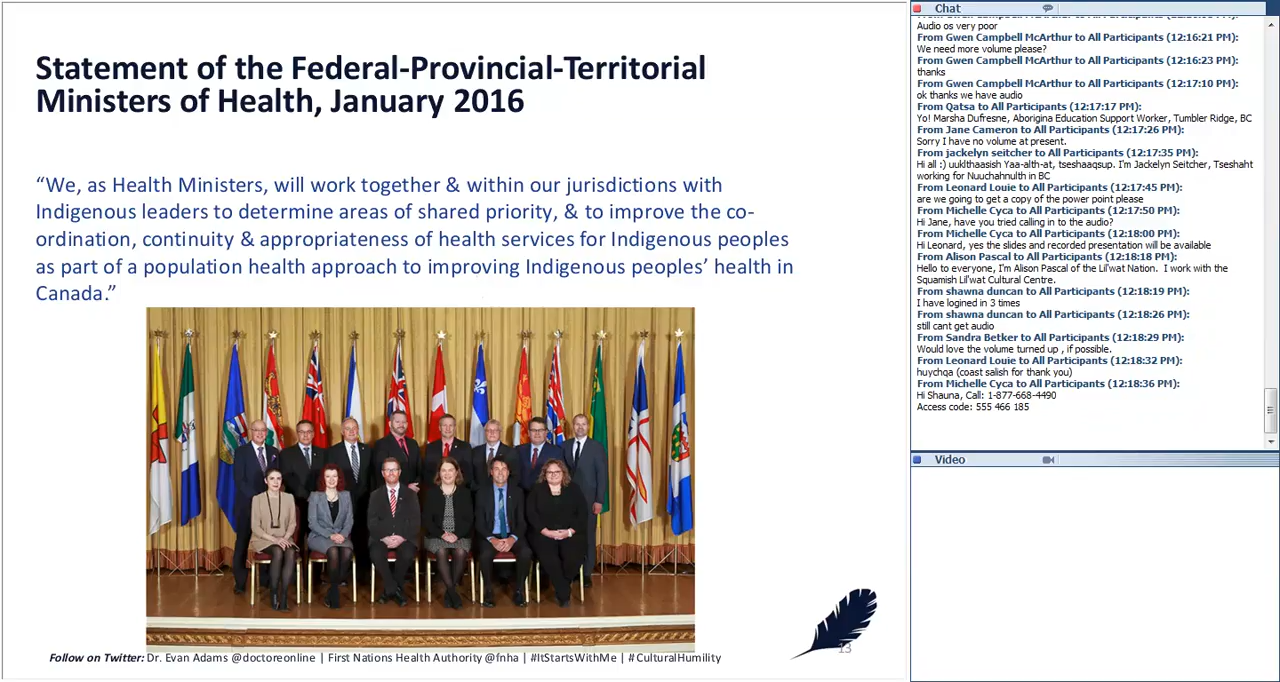 Statement of the Federal-Provincial-Territorial
Ministers of Health, January 2016
“We, as Health Ministers, will work together & within our jurisdictions with
Indigenous leaders to determine areas of shared priority, & to improve the co-
ordination, continuity & appropriateness of health services for Indigenous peoples
as part of a population health approach to improving Indigenous peoples’ health in
Canada.”
Follow on Twitter: Dr. Evan Adams @doctoreonline | First Nations Health Authority @fnha | #ItStartsWithMe | #CulturalHumility
13
Chat
Audio os very poor
From Gwen Campbell McArthur to All Participants (12:16:21 PM):
We need more volume please?
From Gwen Campbell McArthur to All Participants (12:16:23 PM):
thanks
From Gwen Campbell McArthur to All Participants (12:17:10 PM):
ok thanks we have audio
From Qatsa to All Participants (12:17:17 PM):
Yo! Marsha Dufresne, Aborigina Education Support Worker, Tumbler Ridge, BC
From Jane Cameron to All Participants (12:17:26 PM):
Sorry I have no volume at present.
From jackelyn seitcher to All Participants (12:17:35 PM):
Hi all :) uuklthaasish Yaa-alth-at, tseshaaqsup. I'm Jackelyn Seitcher, Tseshaht
working for Nuuchahnulth in BC
From Leonard Louie to All Participants (12:17:45 PM):
are we going to get a copy of the power point please
From Michelle Cyca to All Participants (12:17:50 PM):
Hi Jane, have you tried calling in to the audio?
From Michelle Cyca to All Participants (12:18:00 PM):
Hi Leonard, yes the slides and recorded presentation will be available
From Alison Pascal to All Participants (12:18:18 PM):
Hello to everyone, I'm Alison Pascal of the Lil'wat Nation.  I work with the
Squamish Lil'wat Cultural Centre.
From shawna duncan to All Participants (12:18:19 PM):
I have logined in 3 times
From shawna duncan to All Participants (12:18:26 PM):
still cant get audio
From Sandra Betker to All Participants (12:18:29 PM):
Would love the volume turned up , if possible.
From Leonard Louie to All Participants (12:18:32 PM):
huychqa (coast salish for thank you)
From Michelle Cyca to All Participants (12:18:36 PM):
Hi Shauna, Call: 1-877-668-4490
Access code: 555 466 185
Video